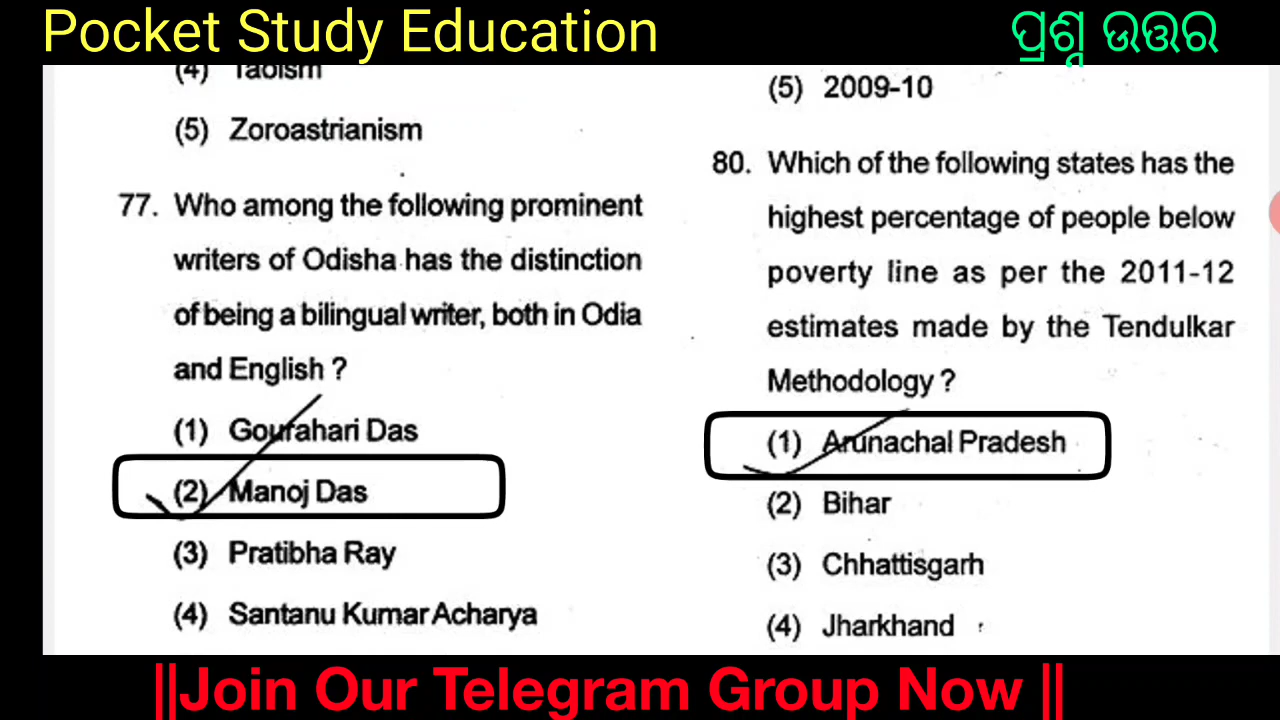 Pocket Study Education
ପ୍ରଶ୍ନ ଉତ୍ତର
(4) Taoism
(5) Zoroastrianism
77. Who among the following prominent
writers of Odisha has the distinction
of being a bilingual writer, both in Odia
and English ?
(1) Gourahari Das
(2) Manoj Das
(3) Pratibha Ray
(4) Santanu Kumar Acharya
(5) 2009-10
80. Which of the following states has the
highest percentage of people below
poverty line as per the 2011-12
estimates made by the Tendulkar
Methodology ?
(1) Arunachal Pradesh
(2) Bihar
(3) Chhattisgarh
(4) Jharkhand
||Join Our Telegram Group Now ||